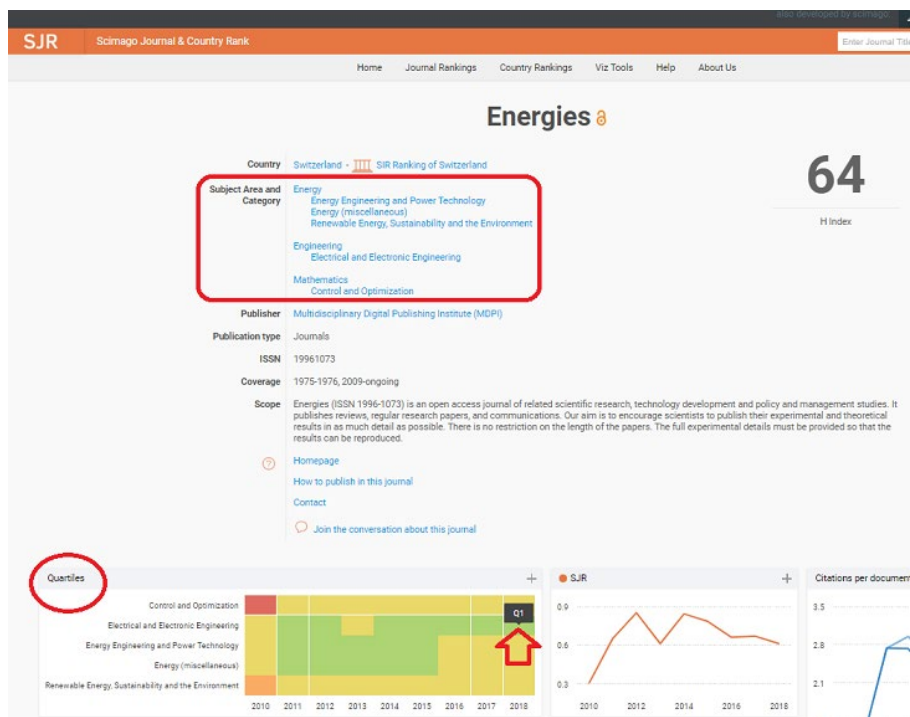 also developed by scimago:
SJR
Scimago Journal & Country Rank
Enter Journal Title
Home Journal Rankings Country Rankings Viz Tools Help About Us
Energies
Country Switzerland - SIR Ranking of Switzerland
64
H Index
Subject Area and Category
Energy
Energy Engineering and Power Technology
Energy (miscellaneous)
Renewable Energy, Sustainability and the Environment
Engineering
Electrical and Electronic Engineering
Mathematics
Control and Optimization
Publisher Multidisciplinary Digital Publishing Institute (MDPI)
Publication type Journals
ISSN 19961073
Coverage 1975-1976, 2009-ongoing
Scope Energies (ISSN 1996-1073) is an open access journal of related scientific research, technology development and policy and management studies. It
publishes reviews, regular research papers, and communications. Our aim is to encourage scientists to publish their experimental and theoretical
results in as much detail as possible. There is no restriction on the length of the papers. The full experimental details must be provided so that the
results can be reproduced.
? Homepage
How to publish in this journal
Contact
Join the conversation about this journal
Quartiles +
Control and Optimization
Electrical and Electronic Engineering
Energy Engineering and Power Technology
Energy (miscellaneous)
Renewable Energy, Sustainability and the Environment
Q1
2010 2011 2012 2013 2014 2015 2016 2017 2018
SJR +
0.9
0.6
0.3
2010 2012 2014 2016 2018
Citations per document
3.5
2.8
2.1